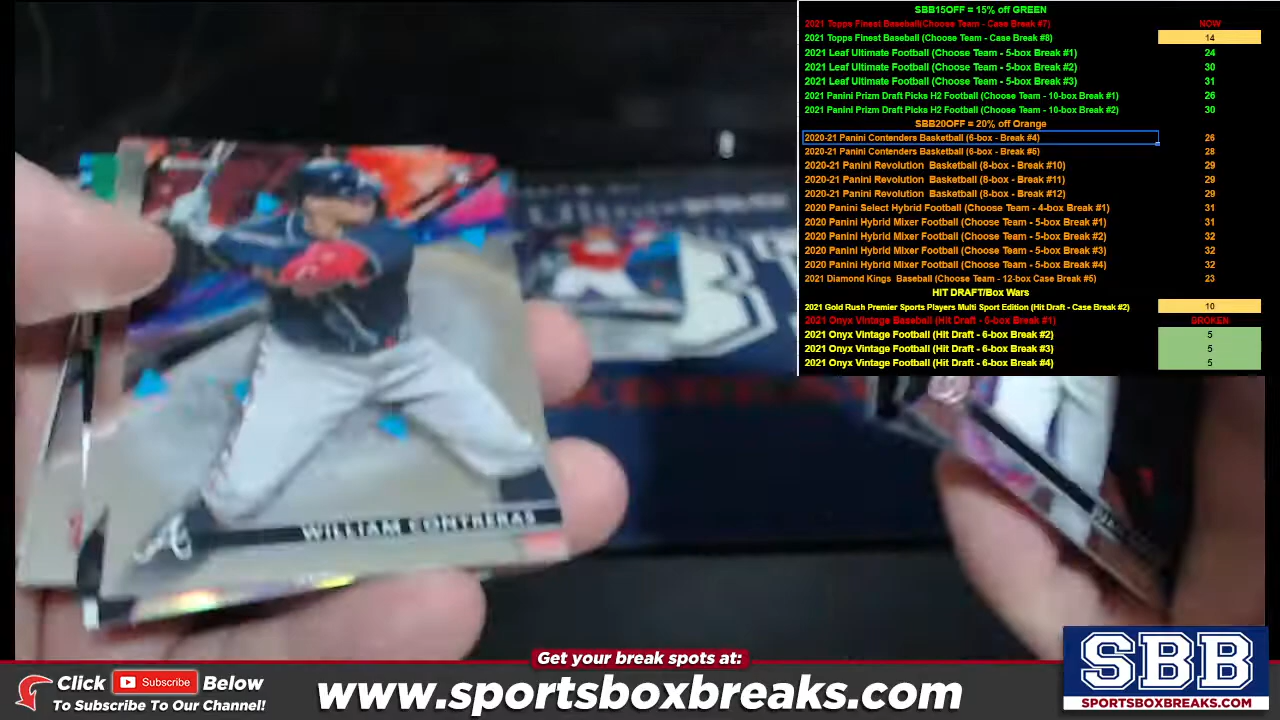 SBB15OFF = 15% off GREEN
2021 Topps Finest Baseball(Choose Team - Case Break #7) NOW
2021 Topps Finest Baseball (Choose Team - Case Break #8) 14
2021 Leaf Ultimate Football (Choose Team - 5-box Break #1) 24
2021 Leaf Ultimate Football (Choose Team - 5-box Break #2) 30
2021 Leaf Ultimate Football (Choose Team - 5-box Break #3) 31
2021 Panini Prizm Draft Picks H2 Football (Choose Team - 10-box Break #1) 26
2021 Panini Prizm Draft Picks H2 Football (Choose Team - 10-box Break #2) 30
SBB20OFF = 20% off Orange
2020-21 Panini Contenders Basketball (6-box - Break #4) 26
2020-21 Panini Contenders Basketball (6-box - Break #5) 28
2020-21 Panini Revolution Basketball (8-box - Break #10) 29
2020-21 Panini Revolution Basketball (8-box - Break #11) 29
2020-21 Panini Revolution Basketball (8-box - Break #12) 29
2020 Panini Select Hybrid Football (Choose Team - 4-box Break #1) 31
2020 Panini Hybrid Mixer Football (Choose Team - 5-box Break #1) 31
2020 Panini Hybrid Mixer Football (Choose Team - 5-box Break #2) 32
2020 Panini Hybrid Mixer Football (Choose Team - 5-box Break #3) 32
2020 Panini Hybrid Mixer Football (Choose Team - 5-box Break #4) 32
2021 Diamond Kings Baseball (Choose Team - 12-box Case Break #5) 23
HIT DRAFT/Box Wars
2021 Gold Rush Premier Sports Players Multi Sport Edition (Hit Draft - Case Break #2) 10
2021 Onyx Vintage Baseball (Hit Draft - 6-box Break #1) BROKEN
2021 Onyx Vintage Football (Hit Draft - 6-box Break #2) 5
2021 Onyx Vintage Football (Hit Draft - 6-box Break #3) 5
2021 Onyx Vintage Football (Hit Draft - 6-box Break #4) 5
A WILLIAM CONTRERAS
Get your break spots at:
Click Subscribe Below
To Subscribe To Our Channel!
www.sportsboxbreaks.com
SBB
SPORTSBOXBREAKS.COM